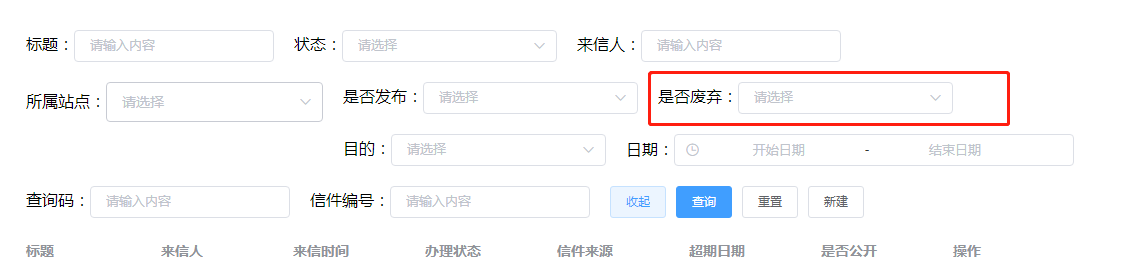 标题： 请输入内容 状态： 请选择 来信人： 请输入内容
所属站点： 请选择 是否发布： 请选择 是否废弃： 请选择
目的： 请选择 日期： 开始日期 - 结束日期
查询码： 请输入内容 信件编号： 请输入内容 收起 查询 重置 新建
标题 来信人 来信时间 办理状态 信件来源 超期日期 是否公开 操作